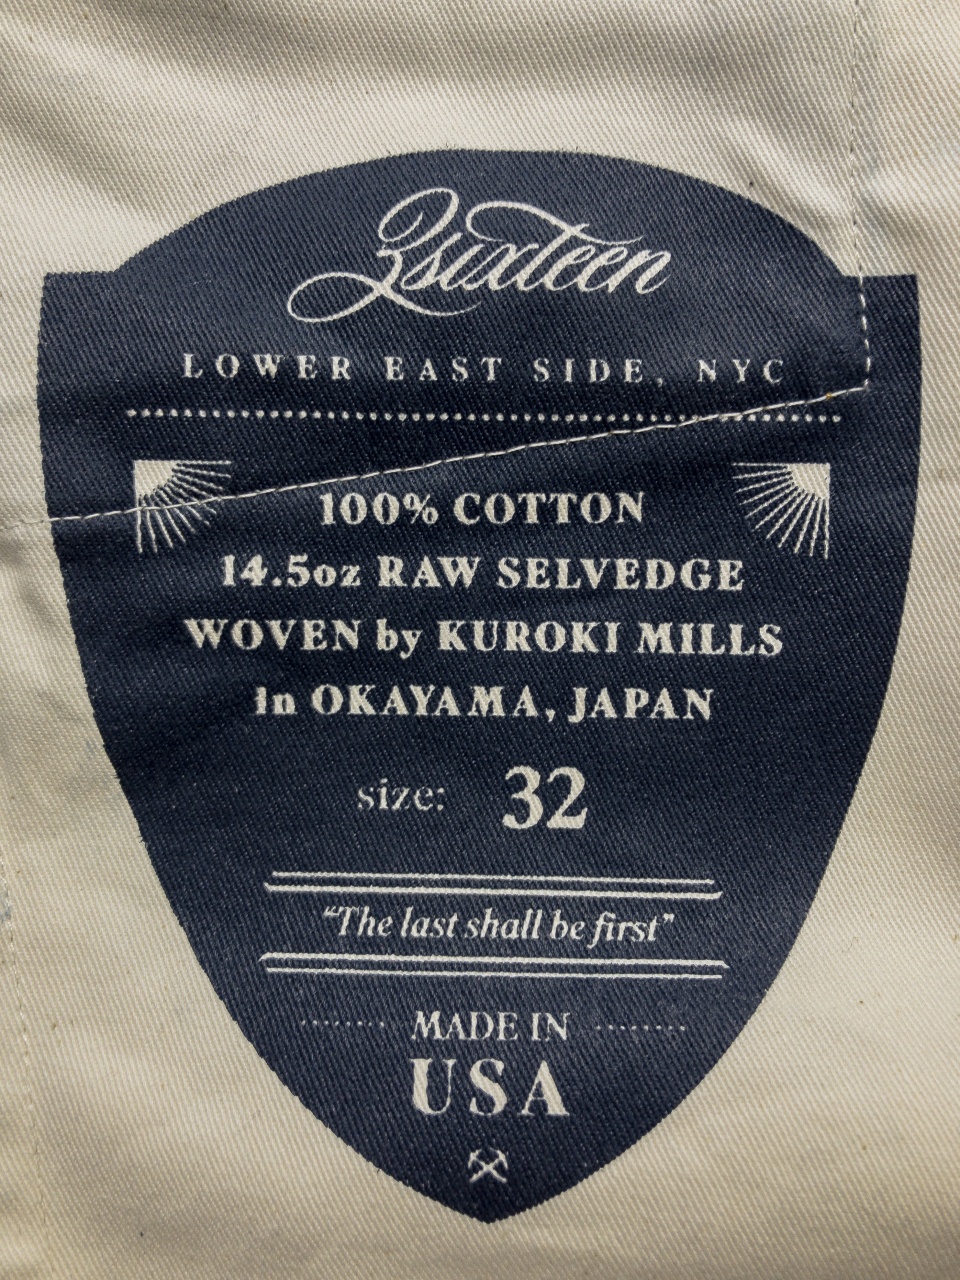 3sixteen
LOWER EAST SIDE, NYC
100% COTTON
14.5oz RAW SELVEDGE
WOVEN by KUROKI MILLS
in OKAYAMA, JAPAN
size: 32
“The last shall be first”
MADE IN
USA